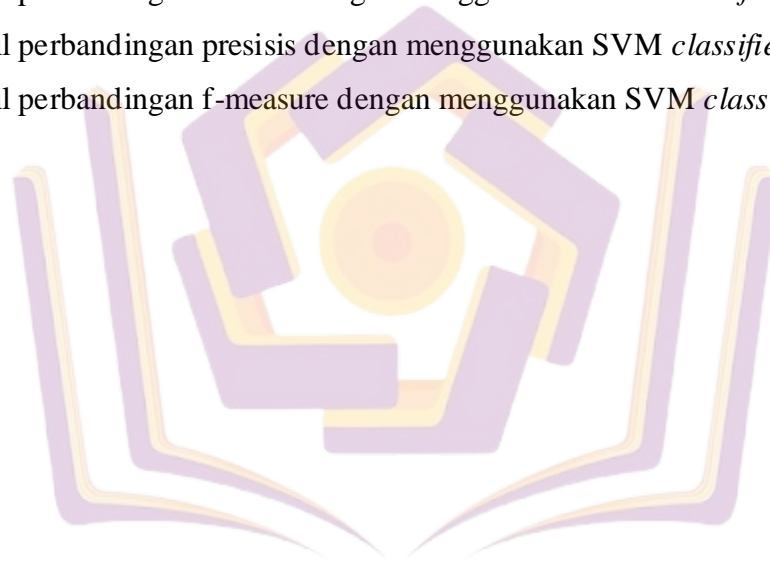 l perbandingan presisis dengan menggunakan SVM classifie
l perbandingan f-measure dengan menggunakan SVM class